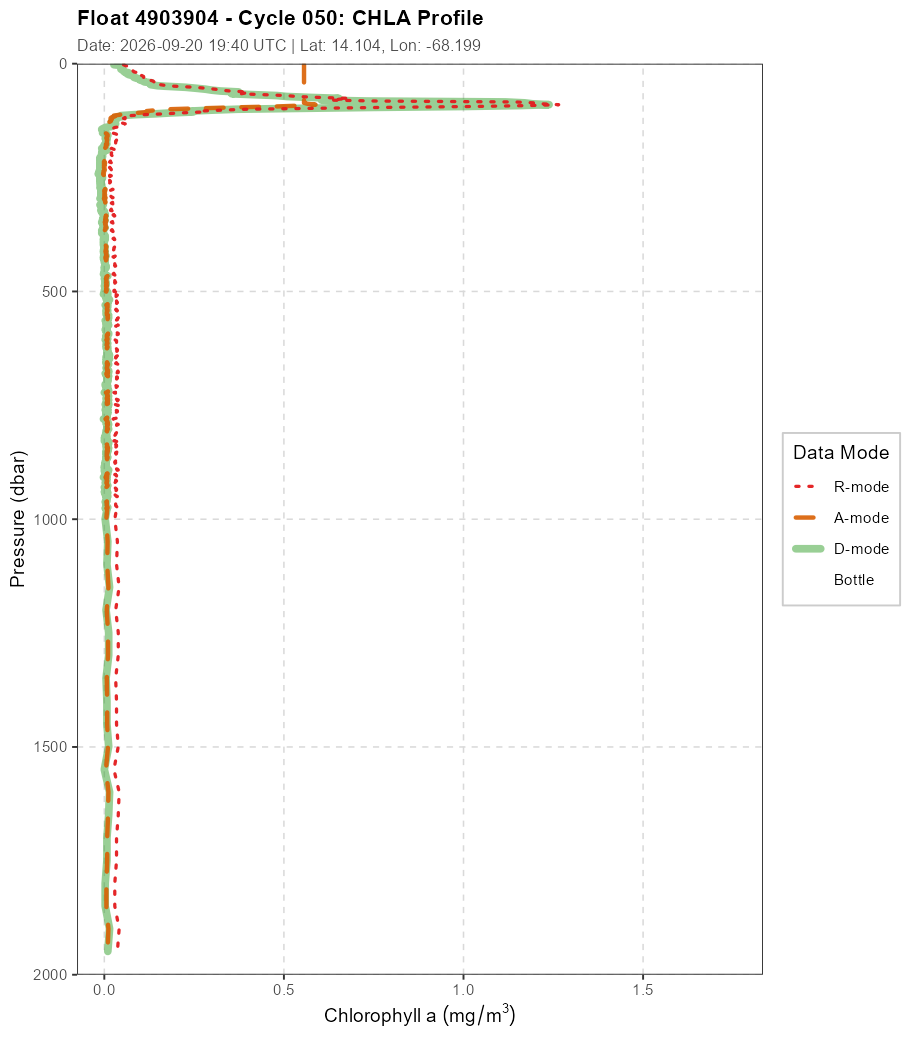 Float 4903904 - Cycle 050: CHLA Profile
Date: 2026-09-20 19:40 UTC | Lat: 14.104, Lon: -68.199
0
500
1000
1500
2000
Pressure (dbar)
0.0 0.5 1.0 1.5
Chlorophyll a (mg/m³)
Data Mode
R-mode
A-mode
D-mode
Bottle